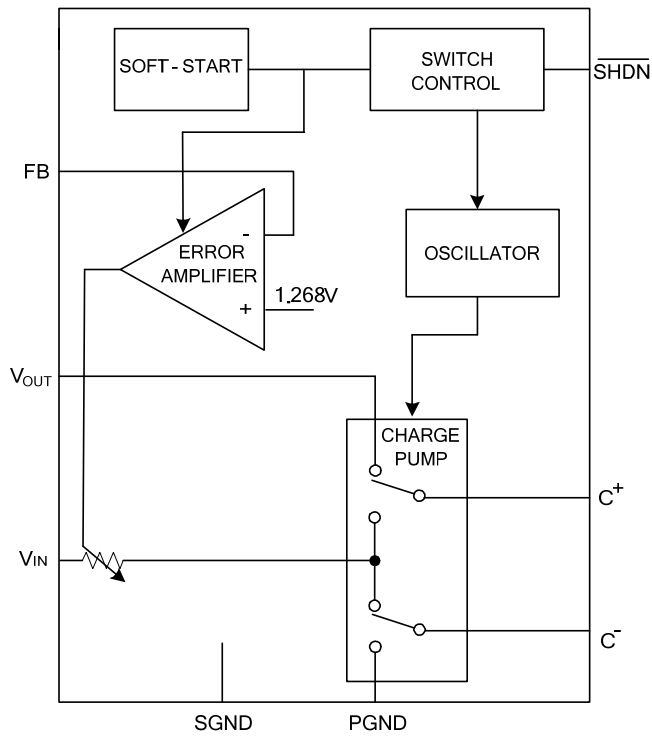 SOFT - START
SWITCH
CONTROL
SHDN
FB
-
ERROR
AMPLIFIER
+
1.268V
OSCILLATOR
VOUT
CHARGE
PUMP
C+
VIN
C-
SGND
PGND